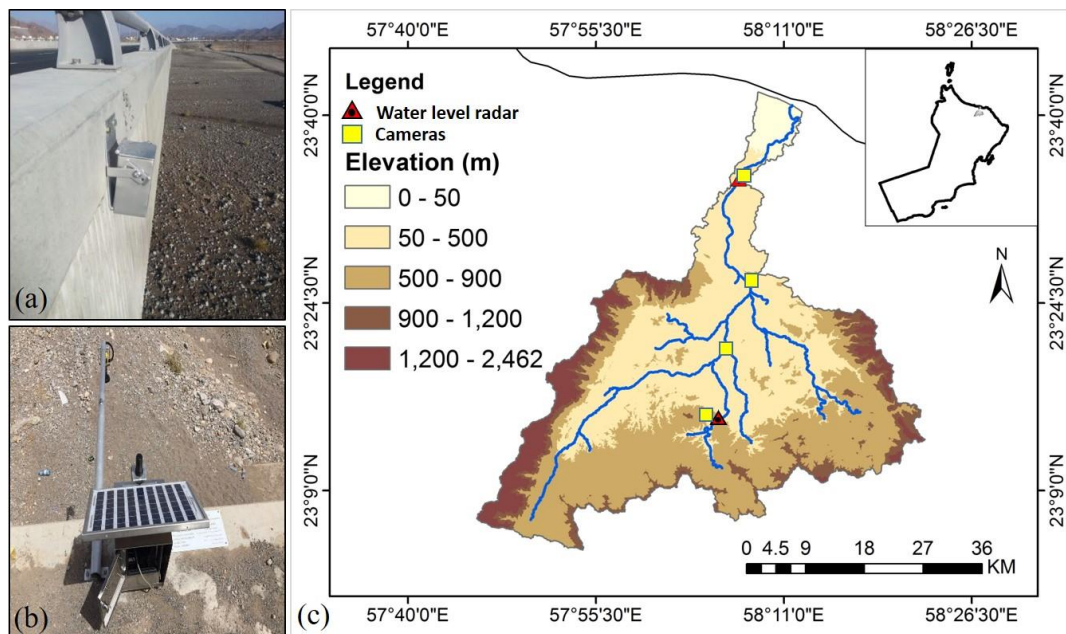 (a)
(b)
(c)
57°40'0"E 57°55'30"E 58°11'0"E 58°26'30"E
23°40'0"N
23°24'30"N
23°9'0"N
Legend
Water level radar
Cameras
Elevation (m)
0 - 50
50 - 500
500 - 900
900 - 1,200
1,200 - 2,462
N
23°40'0"N
23°24'30"N
23°9'0"N
0 4.5 9 18 27 36
KM
57°40'0"E 57°55'30"E 58°11'0"E 58°26'30"E